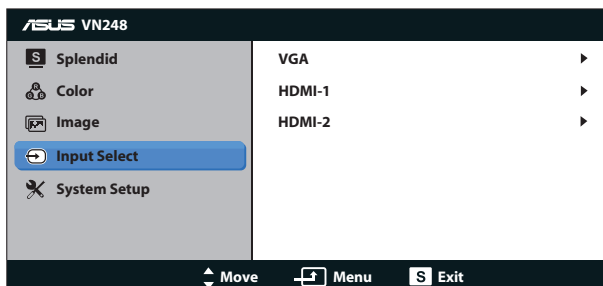 ASUS VN248
S Splendid
R G B Color
Image
Input Select
System Setup
VGA
HDMI-1
HDMI-2
Move Menu S Exit